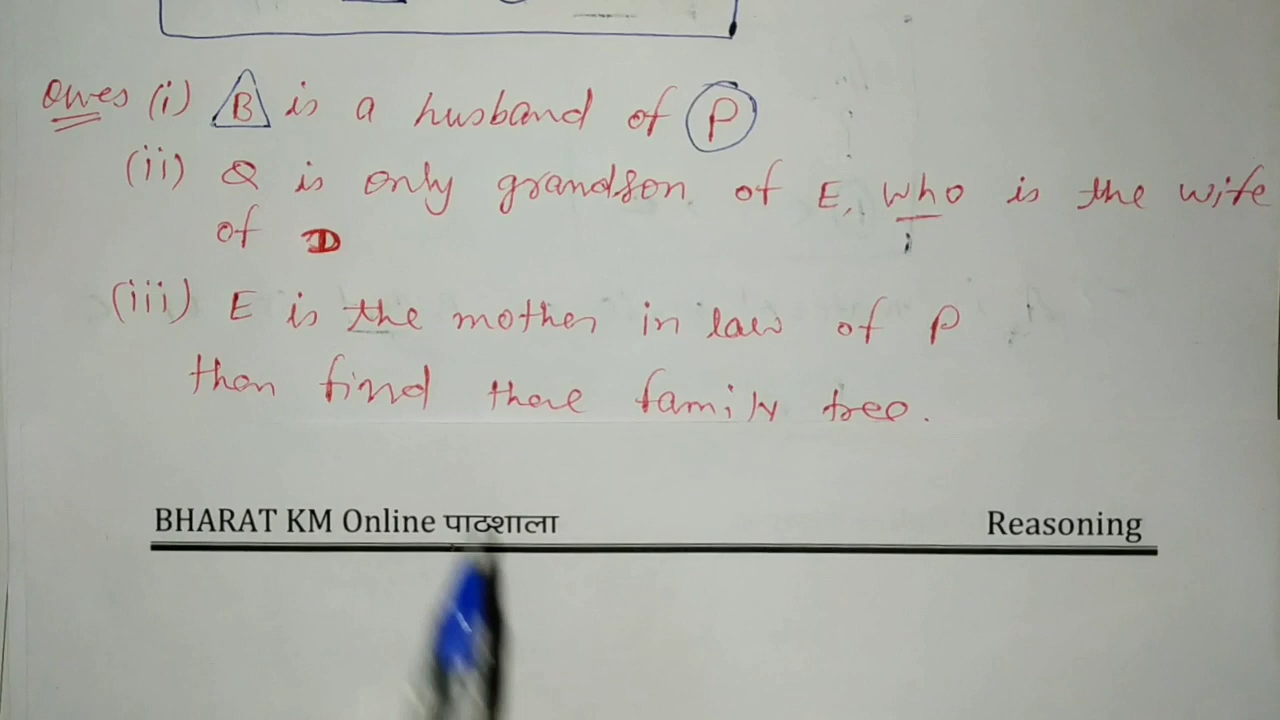 Ques (i) B is a husband of P
(ii) Q is only grandson of E, who is the wife
of D
(iii) E is the mother in law of P
then find there family tree.
BHARAT KM Online पाठशाला Reasoning